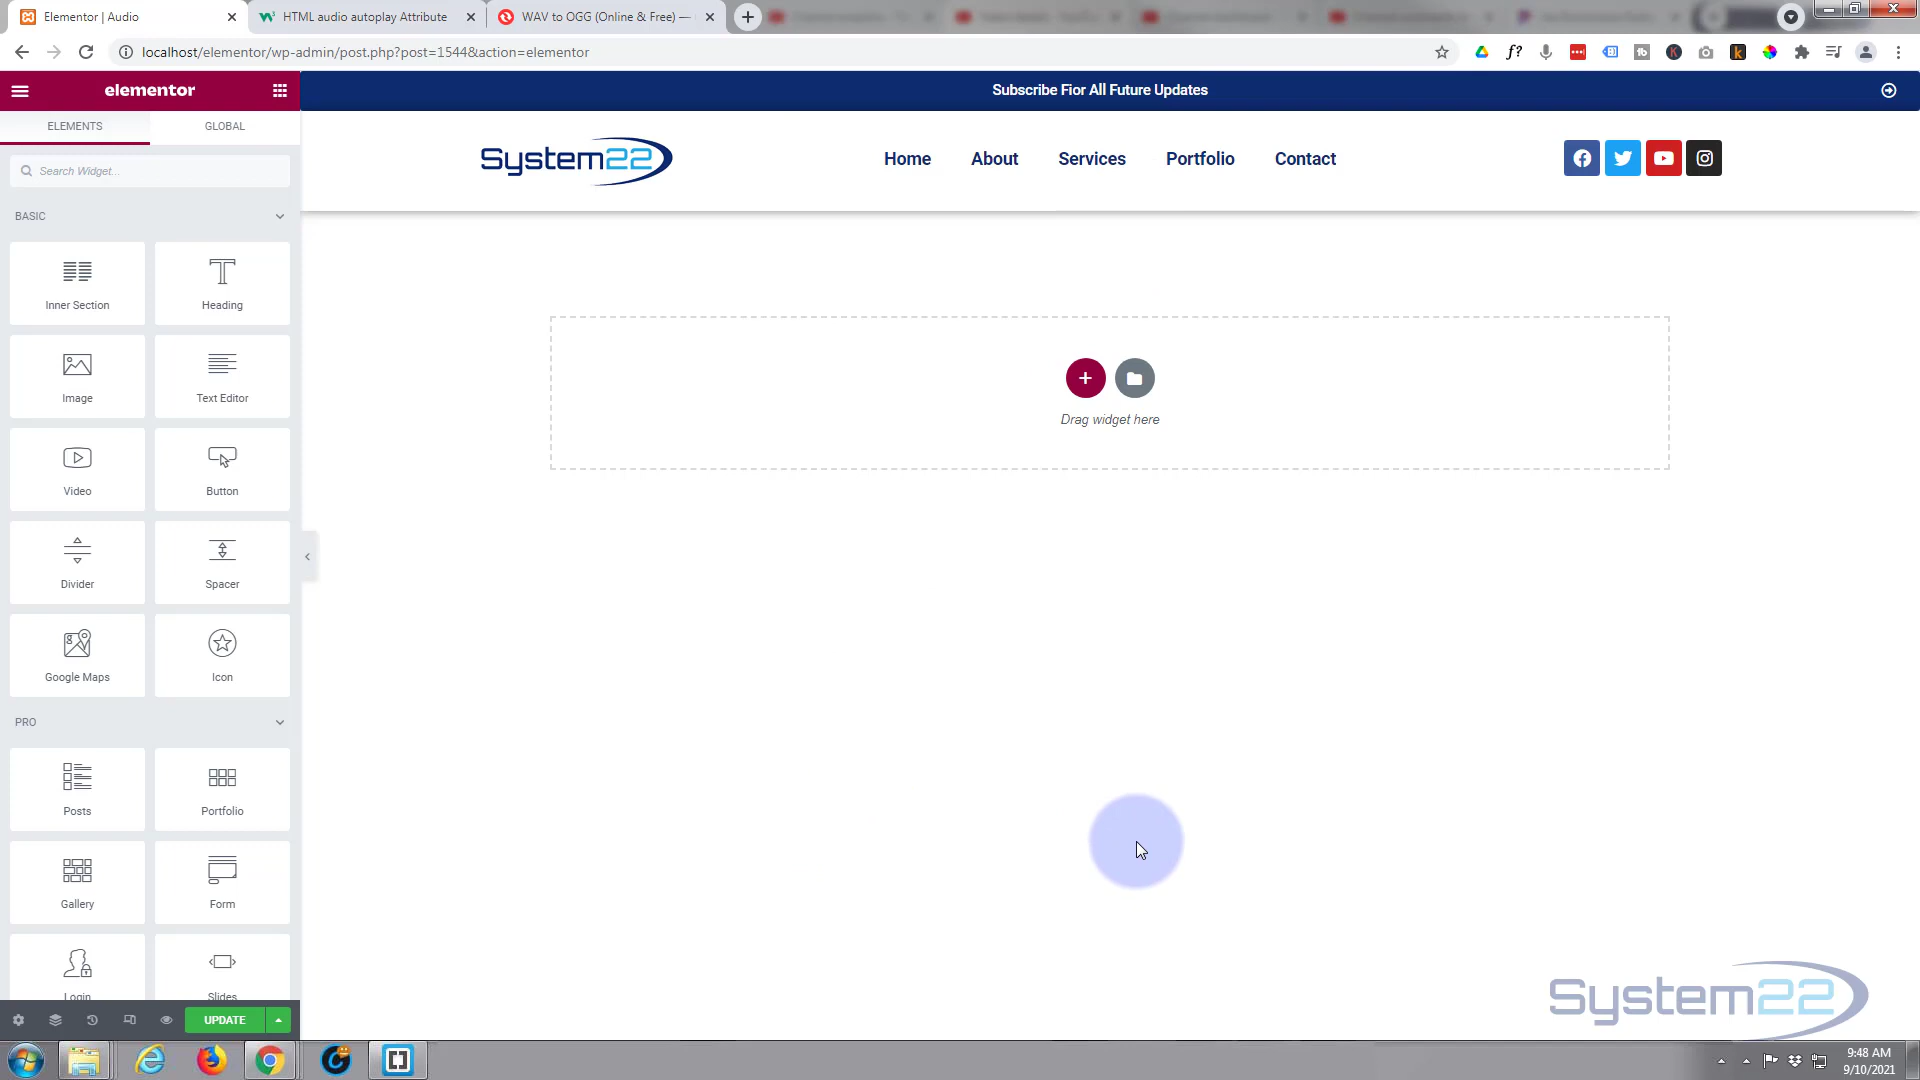 Elementor | Audio
HTML audio autoplay Attribute
WAV to OGG (Online & Free) —
localhost/elementor/wp-admin/post.php?post=1544&action=elementor
elementor
Subscribe Fior All Future Updates
ELEMENTS
GLOBAL
System22
Home
About
Services
Portfolio
Contact
Search Widget...
BASIC
Inner Section
Heading
Image
Text Editor
Drag widget here
Video
Button
Divider
Spacer
Google Maps
Icon
PRO
Posts
Portfolio
Gallery
Form
Login
Slides
System22
UPDATE
9:48 AM
9/10/2021